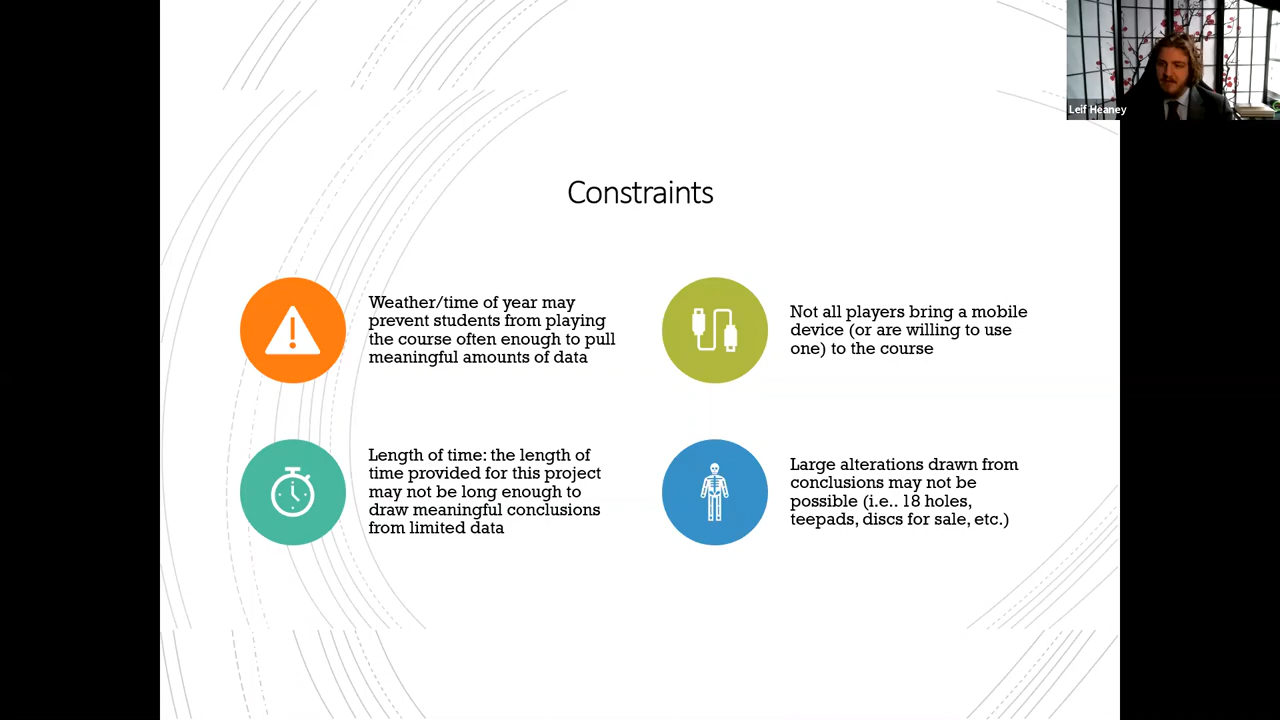 Leif Heaney
Constraints
Weather/time of year may
prevent students from playing
the course often enough to pull
meaningful amounts of data
Not all players bring a mobile
device (or are willing to use
one) to the course
Length of time: the length of
time provided for this project
may not be long enough to
draw meaningful conclusions
from limited data
Large alterations drawn from
conclusions may not be
possible (i.e.. 18 holes,
teepads, discs for sale, etc.)